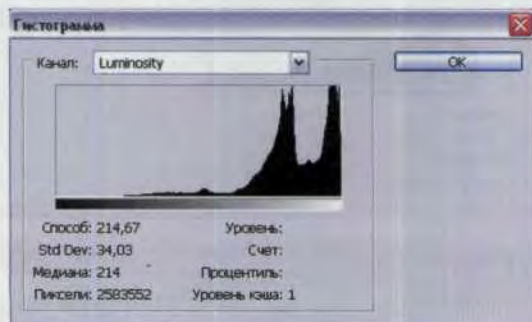 Гистограмма
Канал: Luminosity
OK
Способ: 214,67 Уровень:
Std Dev: 34,03 Счет:
Медиана: 214 Процентиль:
Пиксели: 2583552 Уровень кэша: 1